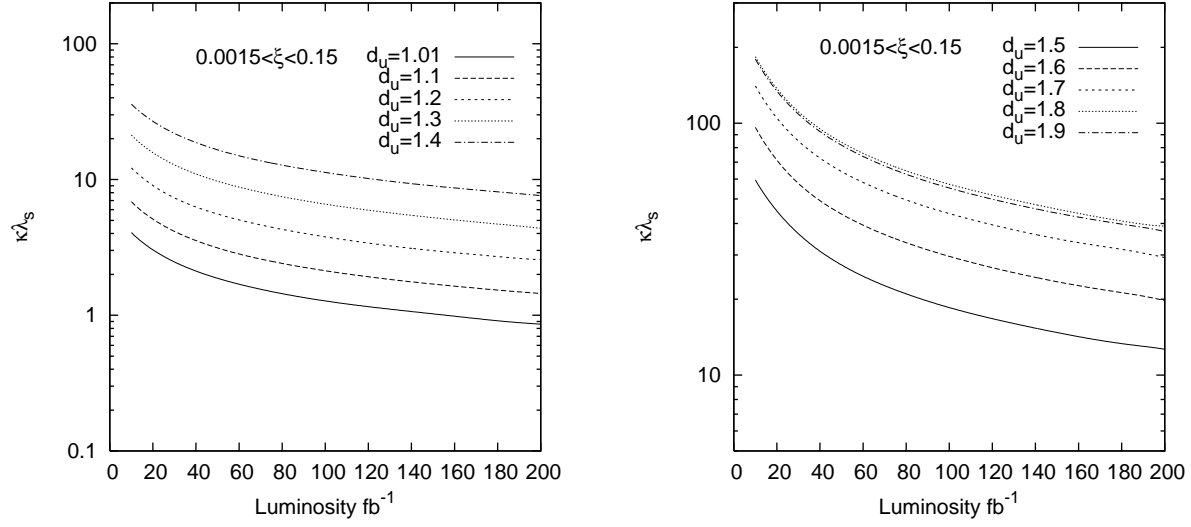 100
10
1
0.1
κλs
0.0015<ξ<0.15
du=1.01
du=1.1
du=1.2
du=1.3
du=1.4
0 20 40 60 80 100 120 140 160 180 200
Luminosity fb-1
100
10
κλs
0.0015<ξ<0.15
du=1.5
du=1.6
du=1.7
du=1.8
du=1.9
0 20 40 60 80 100 120 140 160 180 200
Luminosity fb-1